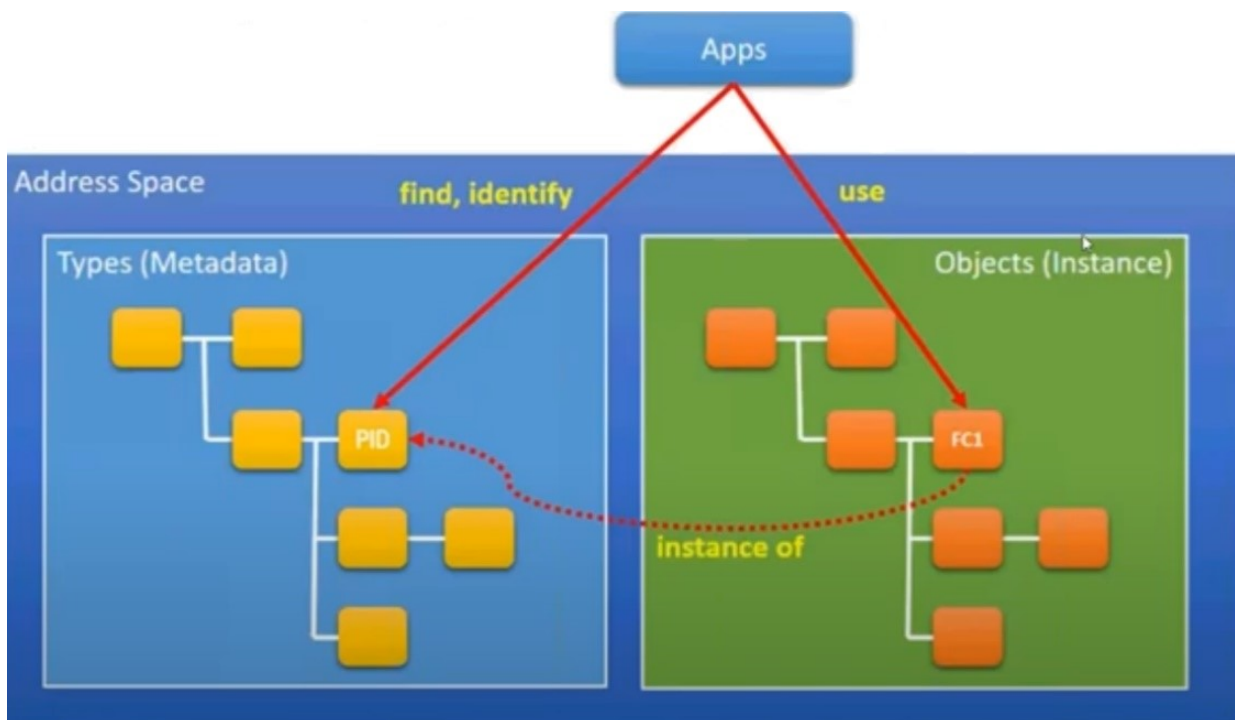 Apps
Address Space
find, identify
use
Types (Metadata)
Objects (Instance)
PID
FC1
instance of